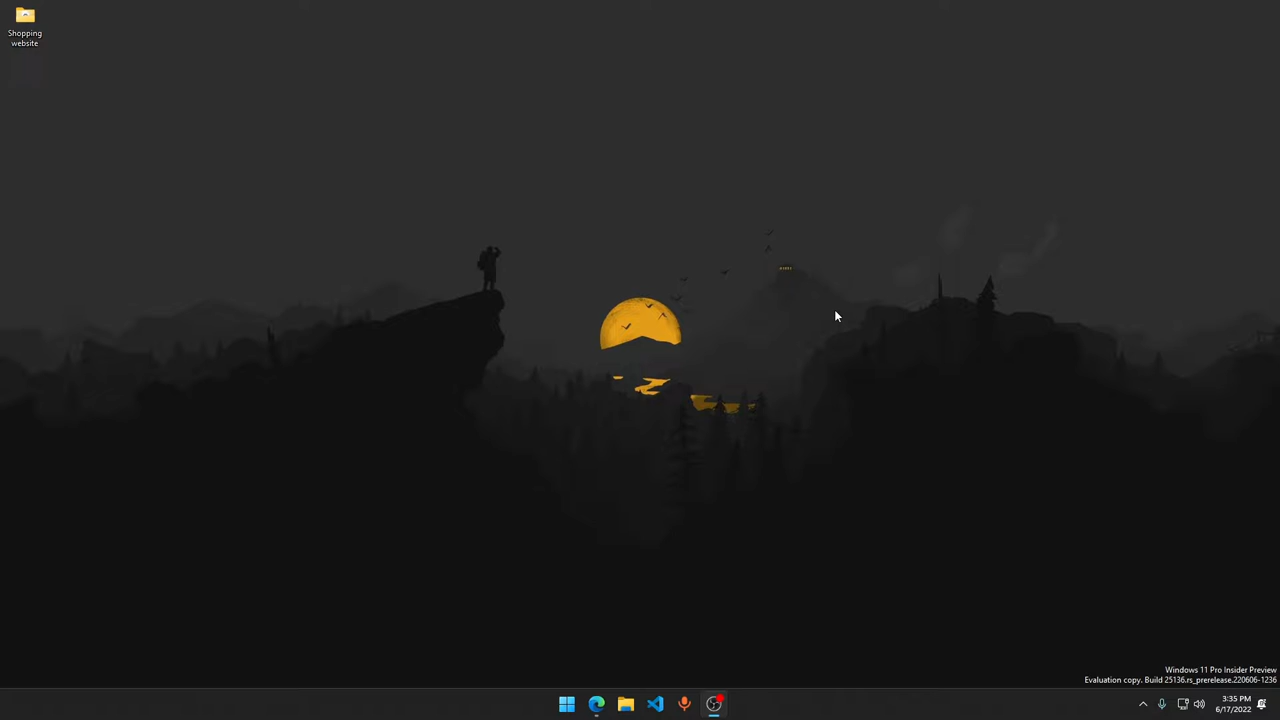 Shopping
website
Windows 11 Pro Insider Preview
Evaluation copy. Build 25136.rs_prerelease.220606-1236
3:35 PM
6/17/2022